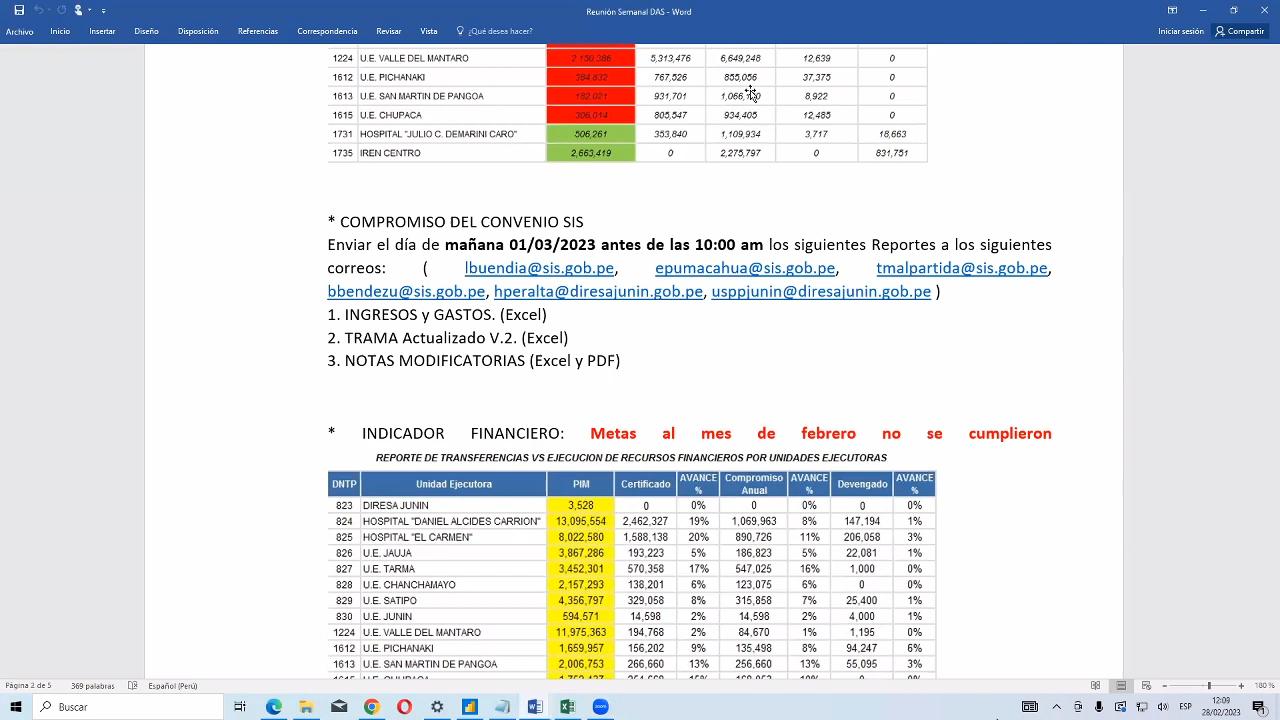 Reunión Semanal DAS - Word
Archivo Inicio Insertar Diseño Disposición Referencias Correspondencia Revisar Vista ¿Qué desea hacer? Iniciar sesión Compartir
1224 U.E. VALLE DEL MANTARO 2,150,386 5,313,476 6,649,248 12,639 0
1612 U.E. PICHANAKI 384,832 767,526 855,056 37,375 0
1613 U.E. SAN MARTIN DE PANGOA 182,021 931,701 8,922 0
1615 U.E. CHUPACA 306,014 805,547 934,405 12,485 0
1731 HOSPITAL "JULIO C. DEMARINI CARO" 506,261 353,840 1,109,934 3,717 18,663
1735 IREN CENTRO 2,663,419 0 2,275,797 0 831,751
* COMPROMISO DEL CONVENIO SIS
Enviar el día de mañana 01/03/2023 antes de las 10:00 am los siguientes Reportes a los siguientes
correos: ( lbuendia@sis.gob.pe, epumacahua@sis.gob.pe, tmalpartida@sis.gob.pe,
bbendezu@sis.gob.pe, hperalta@diresajunin.gob.pe, usppjunin@diresajunin.gob.pe )
1. INGRESOS y GASTOS. (Excel)
2. TRAMA Actualizado V.2. (Excel)
3. NOTAS MODIFICATORIAS (Excel y PDF)
* INDICADOR FINANCIERO: Metas al mes de febrero no se cumplieron
REPORTE DE TRANSFERENCIAS VS EJECUCION DE RECURSOS FINANCIEROS POR UNIDADES EJECUTORAS
DNTP Unidad Ejecutora PIM Certificado AVANCE % Compromiso Anual AVANCE % Devengado AVANCE %
823 DIRESA JUNIN 3,528 0 0% 0 0% 0 0%
824 HOSPITAL "DANIEL ALCIDES CARRION" 13,095,554 2,462,327 19% 1,069,963 8% 147,194 1%
825 HOSPITAL "EL CARMEN" 8,022,580 1,588,138 20% 890,726 11% 206,058 3%
826 U.E. JAUJA 3,867,286 193,223 5% 186,823 5% 22,081 1%
827 U.E. TARMA 3,452,301 570,358 17% 547,025 16% 1,000 0%
828 U.E. CHANCHAMAYO 2,157,293 138,201 6% 123,075 6% 0 0%
829 U.E. SATIPO 4,356,797 329,058 8% 315,858 7% 25,400 1%
830 U.E. JUNIN 594,571 14,598 2% 14,598 2% 4,000 1%
1224 U.E. VALLE DEL MANTARO 11,975,363 194,768 2% 84,670 1% 1,195 0%
1612 U.E. PICHANAKI 1,659,957 156,202 9% 135,498 8% 94,247 6%
1613 U.E. SAN MARTIN DE PANGOA 2,006,753 266,660 13% 256,660 13% 55,095 3%
Página 2 de 5 369 palabras Español (Perú) 180 %
Buscar
ESP
12:09
28/02/2023